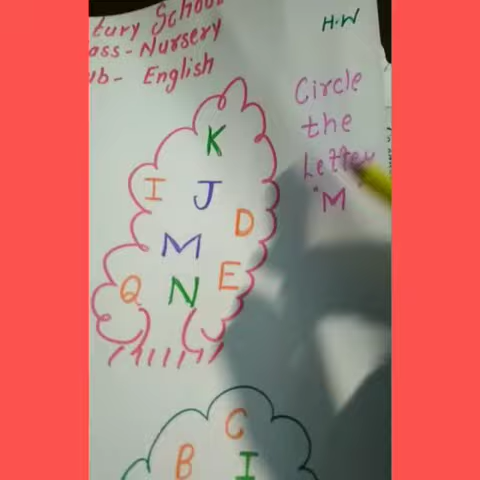 tury School
ass - Nursery
ub - English
H.W
Circle
the
Letter
"M
K
I J
D
M
Q N E
C
B I